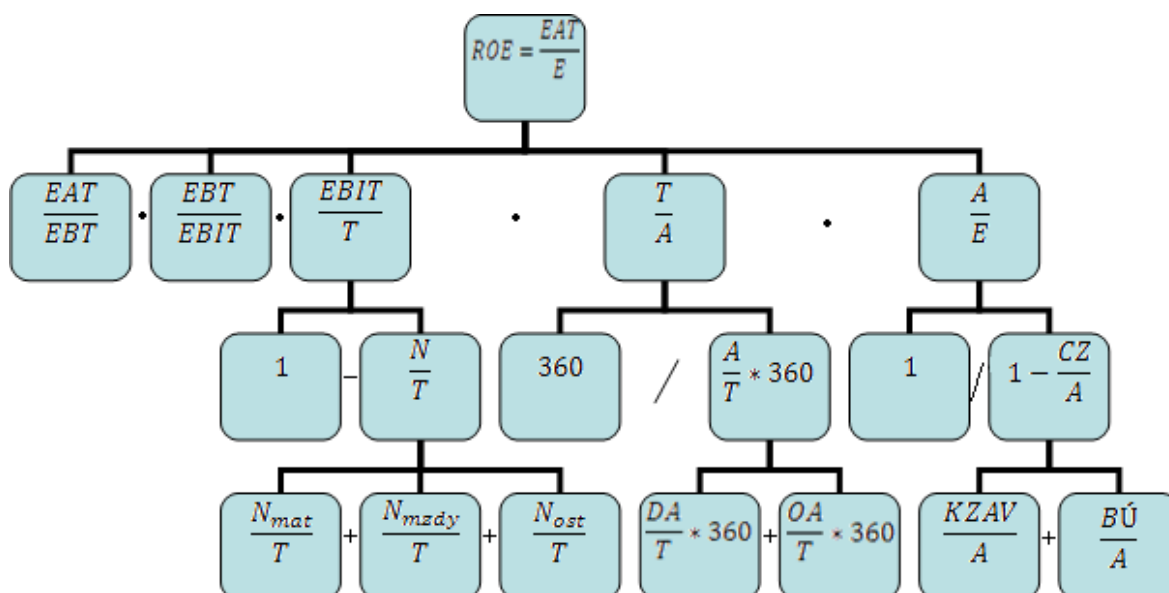 ROE = EAT/E
EAT/EBT • EBT/EBIT • EBIT/T • T/A • A/E
1 − N/T 360 / A/T * 360 1 / 1 − CZ/A
N_mat/T + N_mzdy/T + N_ost/T DA/T * 360 + OA/T * 360 KZAV/A + BÚ/A